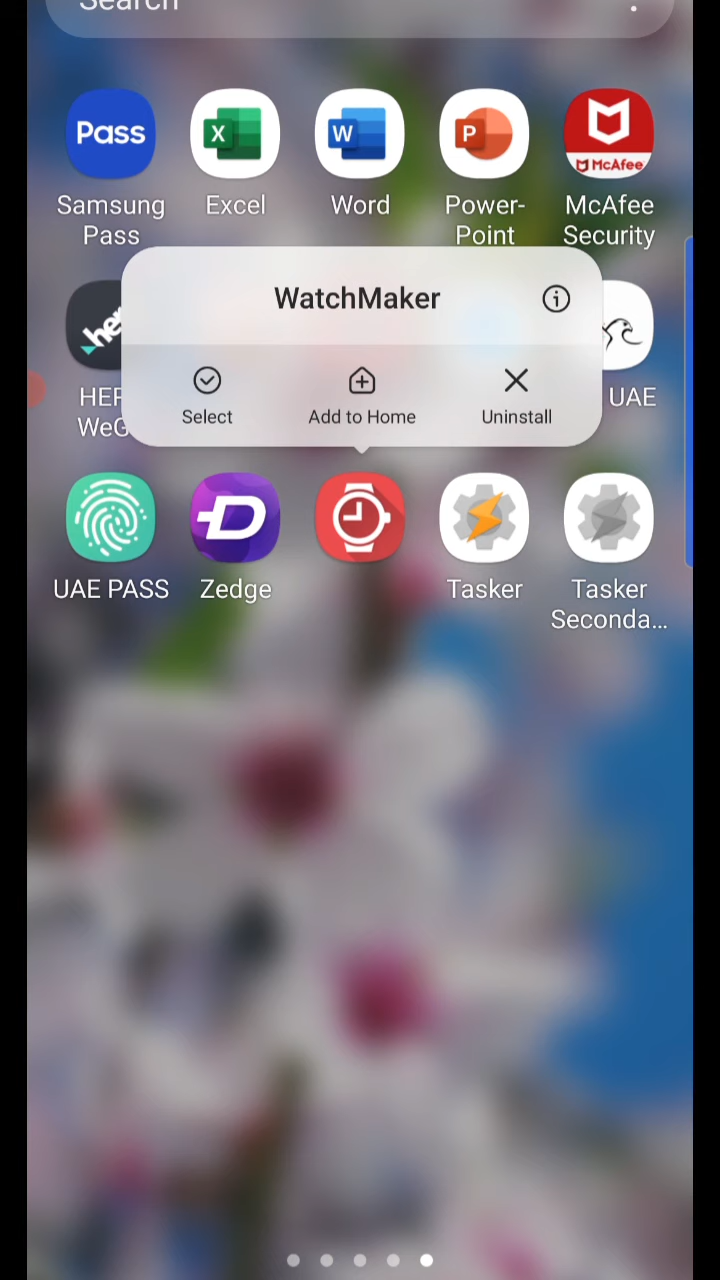 Search
Pass
X
W
P
McAfee
Samsung
Pass
Excel
Word
Power-
Point
McAfee
Security
WatchMaker
her
UAE
Select
Add to Home
Uninstall
UAE PASS
Zedge
Tasker
Tasker
Seconda...